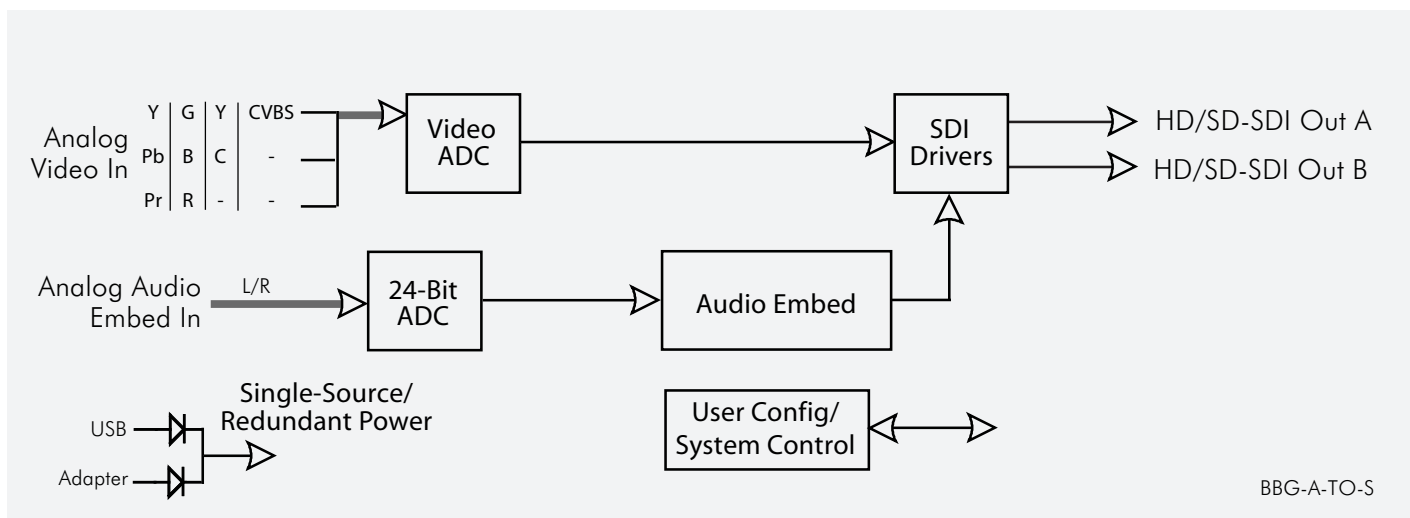 Analog
Video In
Y | G | Y | CVBS
Pb | B | C | -
Pr | R | - | -
Video
ADC
SDI
Drivers
HD/SD-SDI Out A
HD/SD-SDI Out B
Analog Audio
Embed In
L/R
24-Bit
ADC
Audio Embed
Single-Source/
Redundant Power
USB
Adapter
User Config/
System Control
BBG-A-TO-S